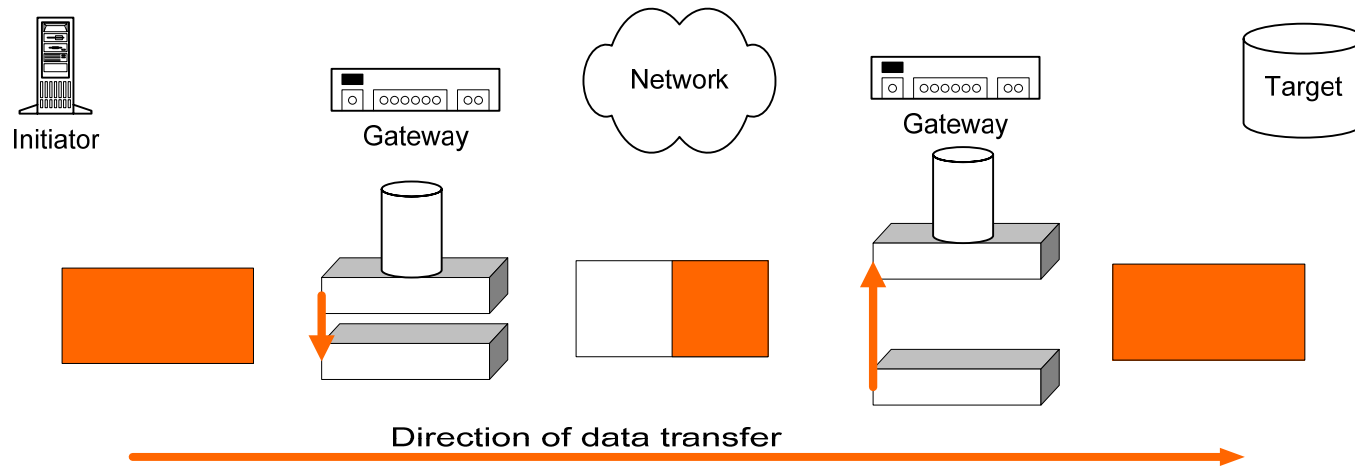 Initiator
Gateway
Network
Gateway
Target
Direction of data transfer